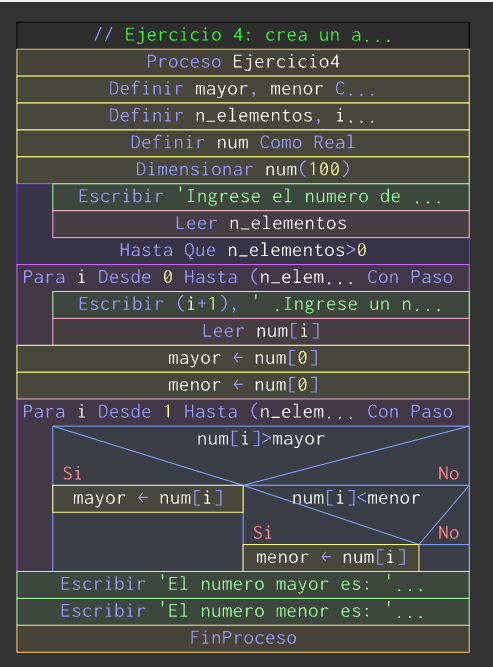 // Ejercicio 4: crea un a...
Proceso Ejercicio4
Definir mayor, menor C...
Definir n_elementos, i...
Definir num Como Real
Dimensionar num(100)
Escribir 'Ingrese el numero de ...
Leer n_elementos
Hasta Que n_elementos>0
Para i Desde 0 Hasta (n_elem... Con Paso
Escribir (i+1), ' .Ingrese un n...
Leer num[i]
mayor ← num[0]
menor ← num[0]
Para i Desde 1 Hasta (n_elem... Con Paso
num[i]>mayor
Si No
mayor ← num[i] num[i]<menor
Si No
menor ← num[i]
Escribir 'El numero mayor es: '...
Escribir 'El numero menor es: '...
FinProceso